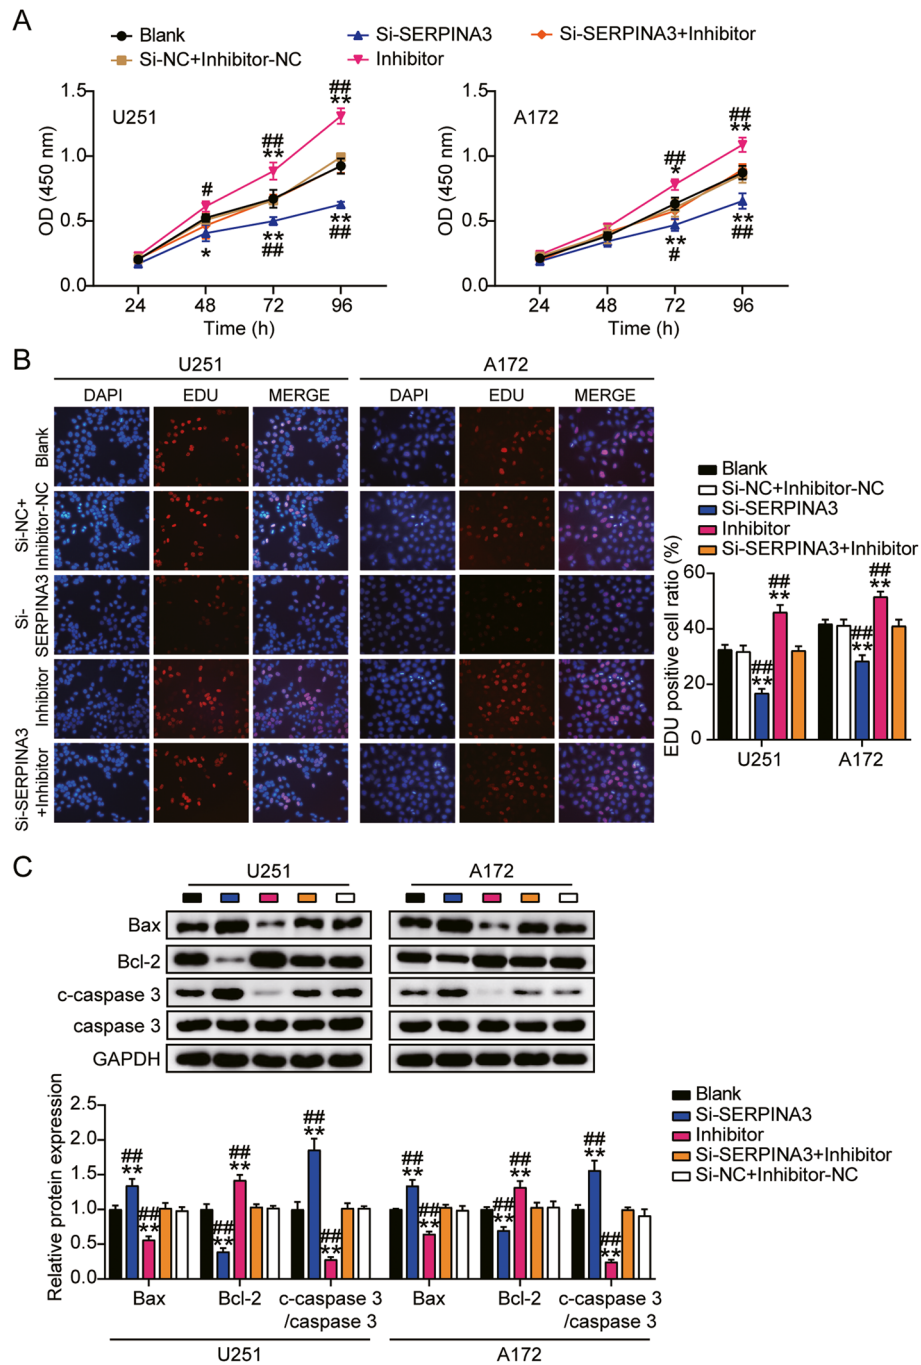 A
Blank
Si-SERPINA3
Si-SERPINA3+Inhibitor
Si-NC+Inhibitor-NC
Inhibitor
1.5
1.0
0.5
0.0
OD (450 nm)
U251
#
*
##
**
**
##
##
**
**
##
24 48 72 96
Time (h)
1.5
1.0
0.5
0.0
OD (450 nm)
A172
##
*
**
#
##
**
**
##
24 48 72 96
Time (h)
B
U251
A172
DAPI EDU MERGE DAPI EDU MERGE
Blank
Si-NC+
Inhibitor-NC
Si-
SERPINA3
Inhibitor
Si-SERPINA3
+Inhibitor
Blank
Si-NC+Inhibitor-NC
Si-SERPINA3
Inhibitor
Si-SERPINA3+Inhibitor
EDU positive cell ratio (%)
60
40
20
0
##
**
##
**
##
**
##
**
U251 A172
C
U251 A172
Bax
Bcl-2
c-caspase 3
caspase 3
GAPDH
Blank
Si-SERPINA3
Inhibitor
Si-SERPINA3+Inhibitor
Si-NC+Inhibitor-NC
Relative protein expression
2.5
2.0
1.5
1.0
0.5
0.0
##
**
##
**
##
**
##
**
##
**
##
**
##
**
##
**
##
**
##
**
##
**
##
**
Bax Bcl-2 c-caspase 3 Bax Bcl-2 c-caspase 3
/caspase 3 /caspase 3
U251 A172